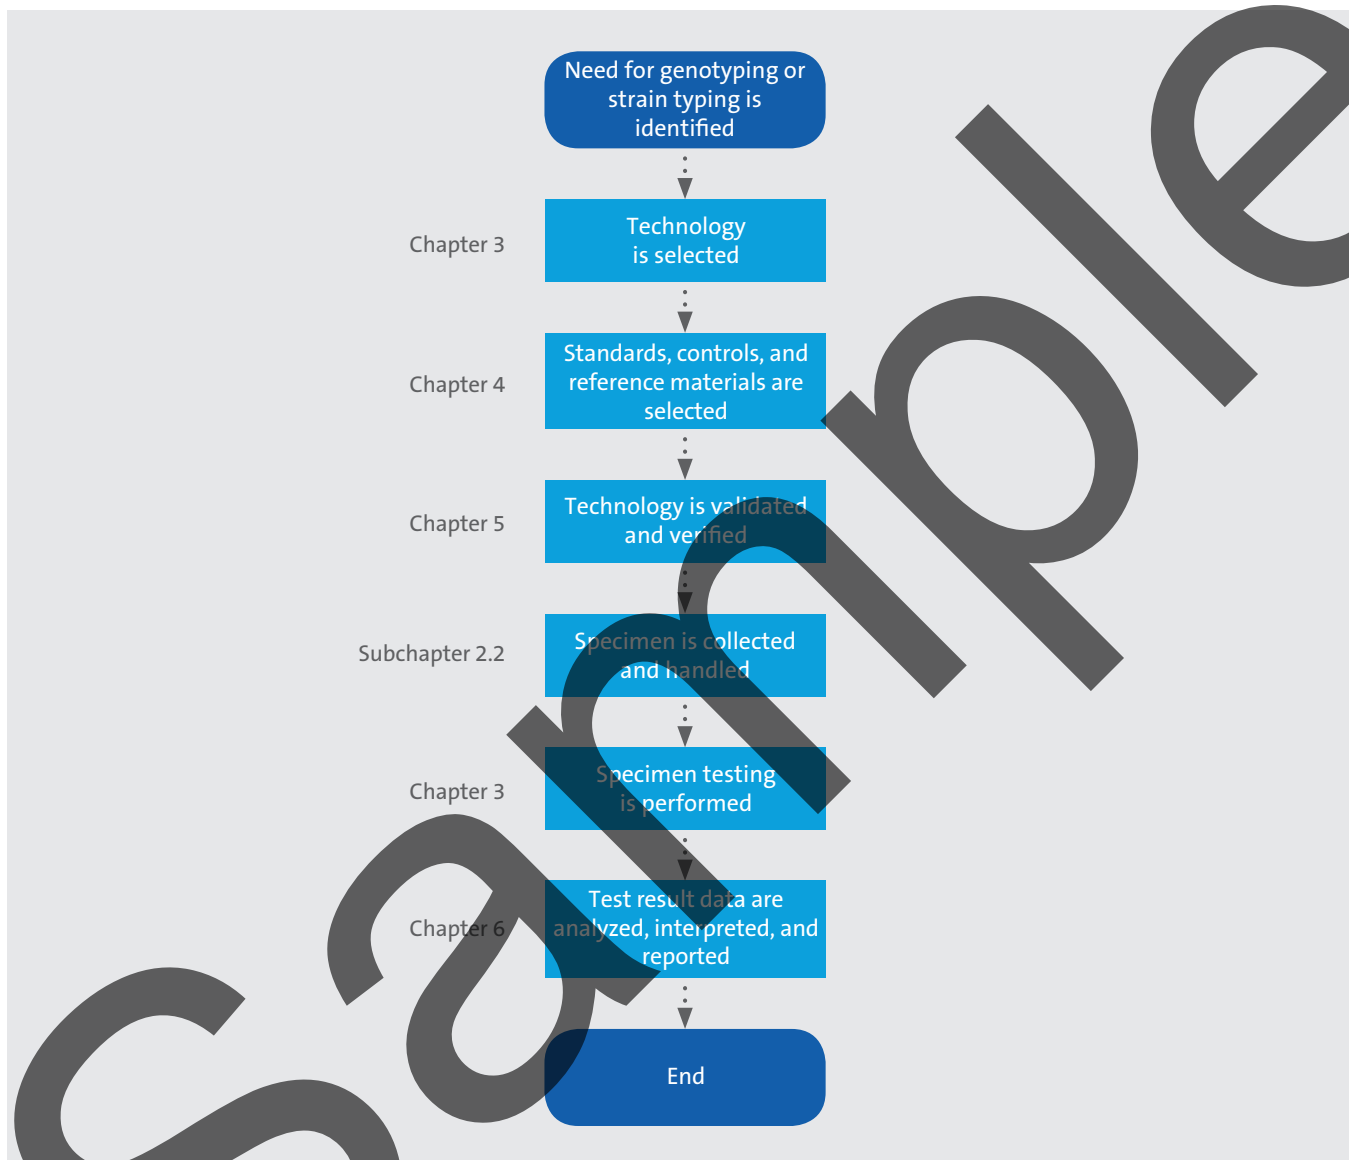 Need for genotyping or
strain typing is
identified
Chapter 3
Technology
is selected
Chapter 4
Standards, controls, and
reference materials are
selected
Chapter 5
Technology is validated
and verified
Subchapter 2.2
Specimen is collected
and handled
Chapter 3
Specimen testing
is performed
Chapter 6
Test result data are
analyzed, interpreted, and
reported
End
Sample